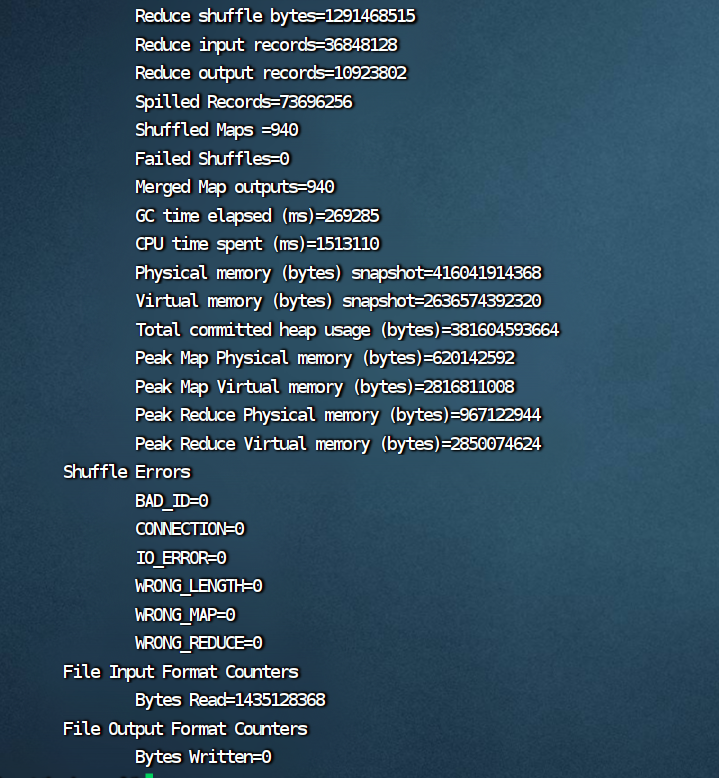 Reduce shuffle bytes=1291468515
Reduce input records=36848128
Reduce output records=10923802
Spilled Records=73696256
Shuffled Maps =940
Failed Shuffles=0
Merged Map outputs=940
GC time elapsed (ms)=269285
CPU time spent (ms)=1513110
Physical memory (bytes) snapshot=416041914368
Virtual memory (bytes) snapshot=2636574392320
Total committed heap usage (bytes)=381604593664
Peak Map Physical memory (bytes)=620142592
Peak Map Virtual memory (bytes)=2816811008
Peak Reduce Physical memory (bytes)=967122944
Peak Reduce Virtual memory (bytes)=2850074624
Shuffle Errors
BAD_ID=0
CONNECTION=0
IO_ERROR=0
WRONG_LENGTH=0
WRONG_MAP=0
WRONG_REDUCE=0
File Input Format Counters
Bytes Read=1435128368
File Output Format Counters
Bytes Written=0